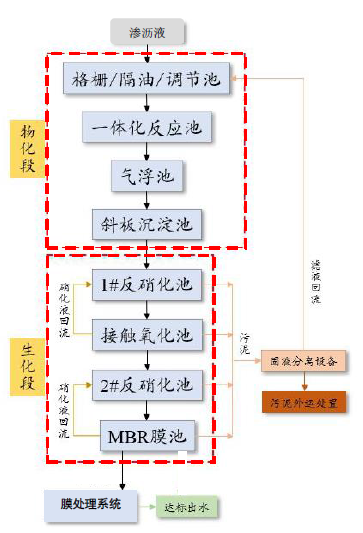 渗沥液
格栅/隔油/调节池
一体化反应池
物化段
气浮池
斜板沉淀池
滤液回流
1#反硝化池
硝化液回流
接触氧化池
污泥
生化段
固液分离设备
2#反硝化池
硝化液回流
污泥外运处置
MBR膜池
膜处理系统
达标出水